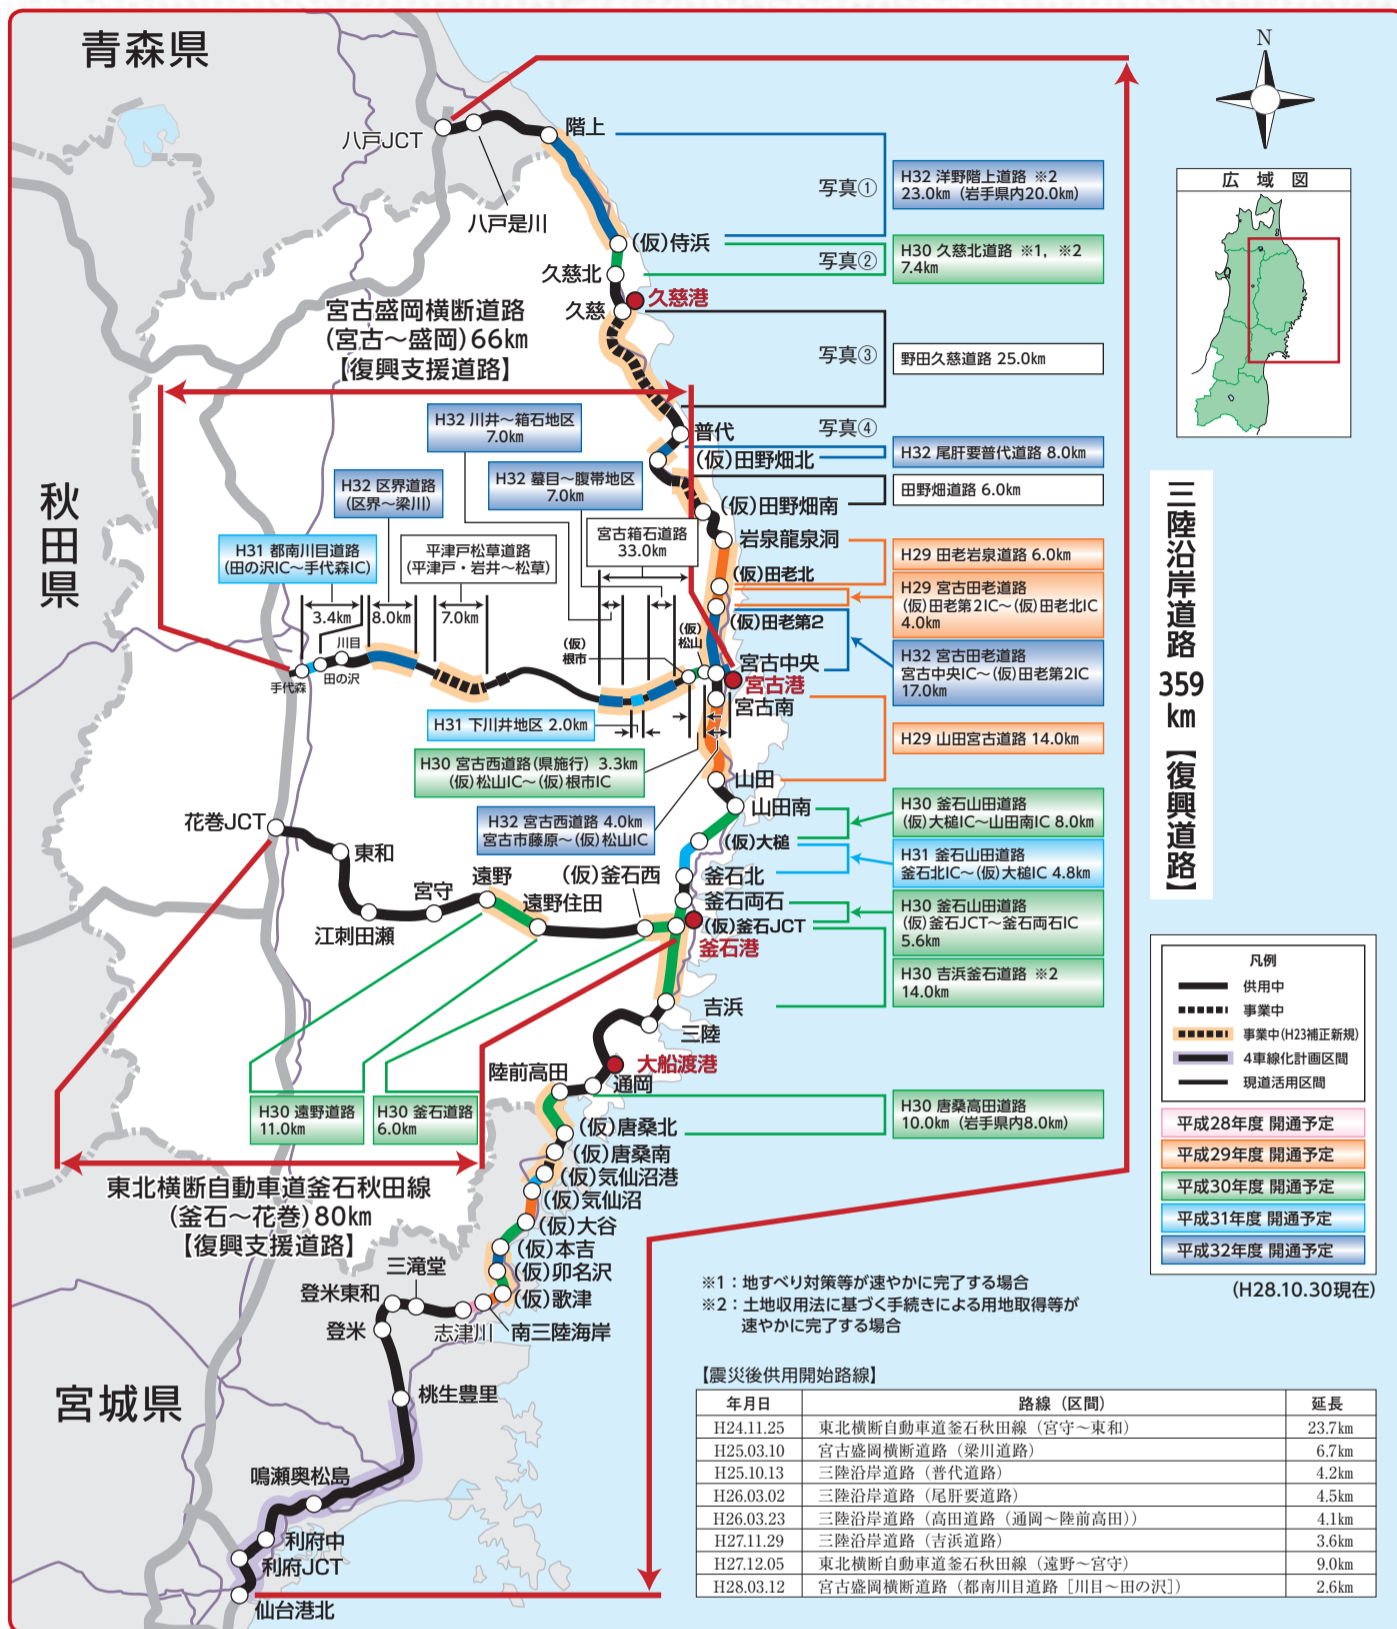 青森県
秋田県
宮城県
八戸JCT
八戸是川
階上
(仮)侍浜
久慈北
久慈
久慈港
普代
(仮)田野畑北
(仮)田野畑南
岩泉龍泉洞
(仮)田老北
(仮)田老第2
宮古中央
宮古港
宮古南
山田
山田南
(仮)大槌
釜石北
釜石両石
(仮)釜石JCT
釜石港
吉浜
三陸
大船渡港
通岡
陸前高田
(仮)唐桑北
(仮)唐桑南
(仮)気仙沼港
(仮)気仙沼
(仮)大谷
(仮)本吉
(仮)卯名沢
(仮)歌津
南三陸海岸
志津川
三滝堂
登米東和
登米
桃生豊里
鳴瀬奥松島
利府中
利府JCT
仙台港北
写真①
写真②
写真③
写真④
H32 洋野階上道路 ※2
23.0km(岩手県内20.0km)
H30 久慈北道路 ※1, ※2
7.4km
野田久慈道路 25.0km
H32 尾肝要普代道路 8.0km
田野畑道路 6.0km
H29 田老岩泉道路 6.0km
H29 宮古田老道路
(仮)田老第2IC~(仮)田老北IC
4.0km
H32 宮古田老道路
宮古中央IC~(仮)田老第2IC
17.0km
H29 山田宮古道路 14.0km
H30 釜石山田道路
(仮)大槌IC~山田南IC 8.0km
H31 釜石山田道路
釜石北IC~(仮)大槌IC 4.8km
H30 釜石山田道路
(仮)釜石JCT~釜石両石IC
5.6km
H30 吉浜釜石道路 ※2
14.0km
H30 唐桑高田道路
10.0km(岩手県内8.0km)
宮古盛岡横断道路
(宮古~盛岡)66km
【復興支援道路】
H32 川井~箱石地区
7.0km
H32 蟇目~腹帯地区
7.0km
H32 区界道路
(区界~梁川)
H31 都南川目道路
(田の沢IC~手代森IC)
平津戸松草道路
(平津戸・岩井~松草)
宮古箱石道路
33.0km
3.4km
8.0km
7.0km
手代森
田の沢
川目
(仮)
根市
(仮)
松山
H31 下川井地区 2.0km
H30 宮古西道路(県施行) 3.3km
(仮)松山IC~(仮)根市IC
H32 宮古西道路 4.0km
宮古市藤原~(仮)松山IC
花巻JCT
東和
江刺田瀬
宮守
遠野
遠野住田
(仮)釜石西
H30 遠野道路
11.0km
H30 釜石道路
6.0km
東北横断自動車道釜石秋田線
(釜石~花巻)80km
【復興支援道路】
N
広域図
三陸沿岸道路 359km【復興道路】
凡例
供用中
事業中
事業中(H23補正新規)
4車線化計画区間
現道活用区間
平成28年度 開通予定
平成29年度 開通予定
平成30年度 開通予定
平成31年度 開通予定
平成32年度 開通予定
(H28.10.30現在)
※1:地すべり対策等が速やかに完了する場合
※2:土地収用法に基づく手続きによる用地取得等が
速やかに完了する場合
【震災後供用開始路線】
年月日 路線(区間) 延長
H24.11.25 東北横断自動車道釜石秋田線(宮守~東和) 23.7km
H25.03.10 宮古盛岡横断道路(梁川道路) 6.7km
H25.10.13 三陸沿岸道路(普代道路) 4.2km
H26.03.02 三陸沿岸道路(尾肝要道路) 4.5km
H26.03.23 三陸沿岸道路(高田道路(通岡~陸前高田)) 4.1km
H27.11.29 三陸沿岸道路(吉浜道路) 3.6km
H27.12.05 東北横断自動車道釜石秋田線(遠野~宮守) 9.0km
H28.03.12 宮古盛岡横断道路(都南川目道路[川目~田の沢]) 2.6km